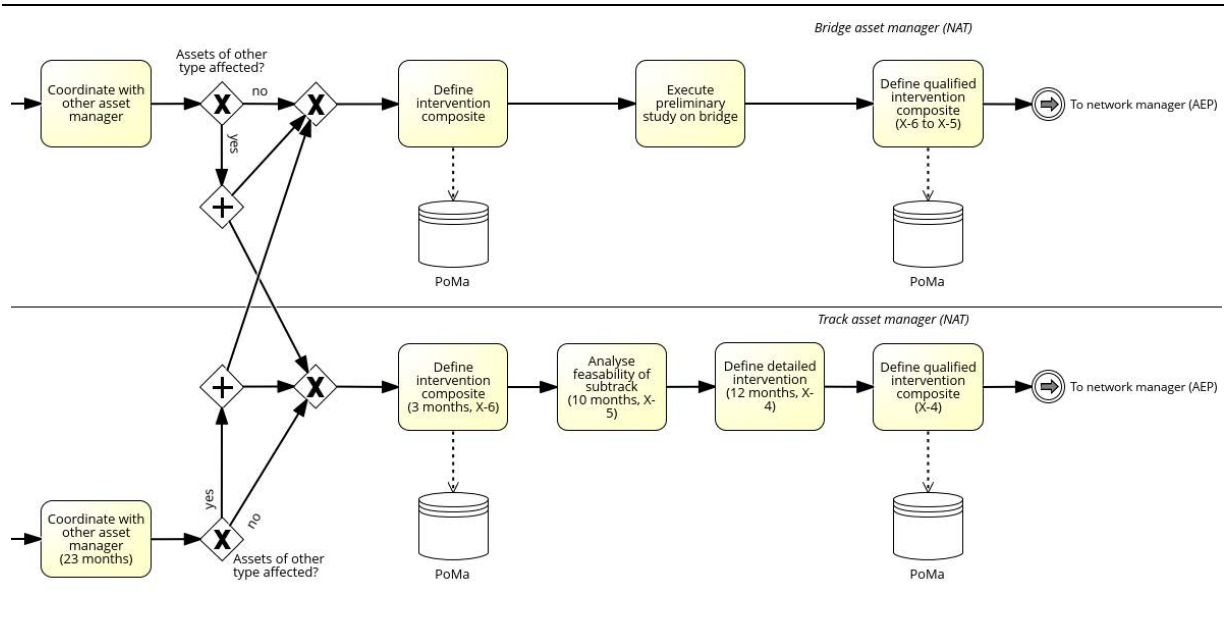 Bridge asset manager (NAT)
Assets of other
type affected?
Coordinate with
other asset
manager
no
yes
Define
intervention
composite
Execute
preliminary
study on bridge
Define qualified
intervention
composite
(X-6 to X-5)
To network manager (AEP)
PoMa
PoMa
Track asset manager (NAT)
Define
intervention
composite
(3 months, X-6)
Analyse
feasability of
subtrack
(10 months, X-
5)
Define detailed
intervention
(12 months, X-
4)
Define qualified
intervention
composite
(X-4)
To network manager (AEP)
yes
no
Coordinate with
other asset
manager
(23 months)
Assets of other
type affected?
PoMa
PoMa